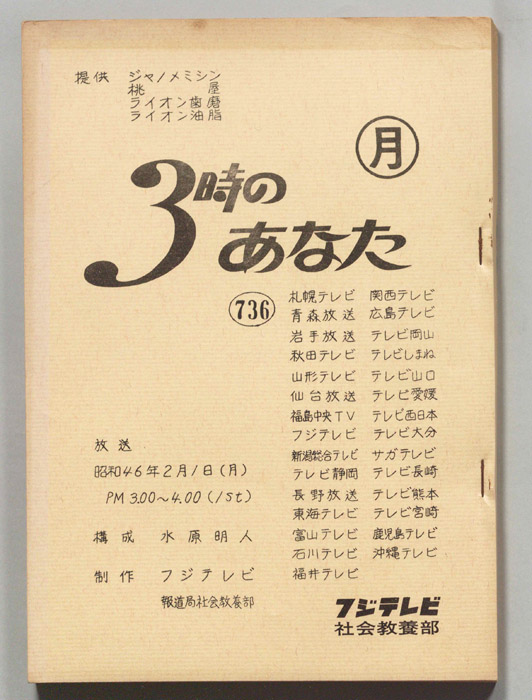 提供 ジャノメミシン
桃屋
ライオン歯磨
ライオン油脂
月
3時の
あなた
736
札幌テレビ 関西テレビ
青森放送 広島テレビ
岩手放送 テレビ岡山
秋田テレビ テレビしまね
山形テレビ テレビ山口
仙台放送 テレビ愛媛
福島中央TV テレビ西日本
フジテレビ テレビ大分
新潟総合テレビ サガテレビ
テレビ静岡 テレビ長崎
長野放送 テレビ熊本
東海テレビ テレビ宮崎
富山テレビ 鹿児島テレビ
石川テレビ 沖縄テレビ
福井テレビ
放送
昭和46年2月1日(月)
PM 3.00~4.00 (1st)
構成 水原明人
制作 フジテレビ
報道局社会教養部
フジテレビ
社会教養部